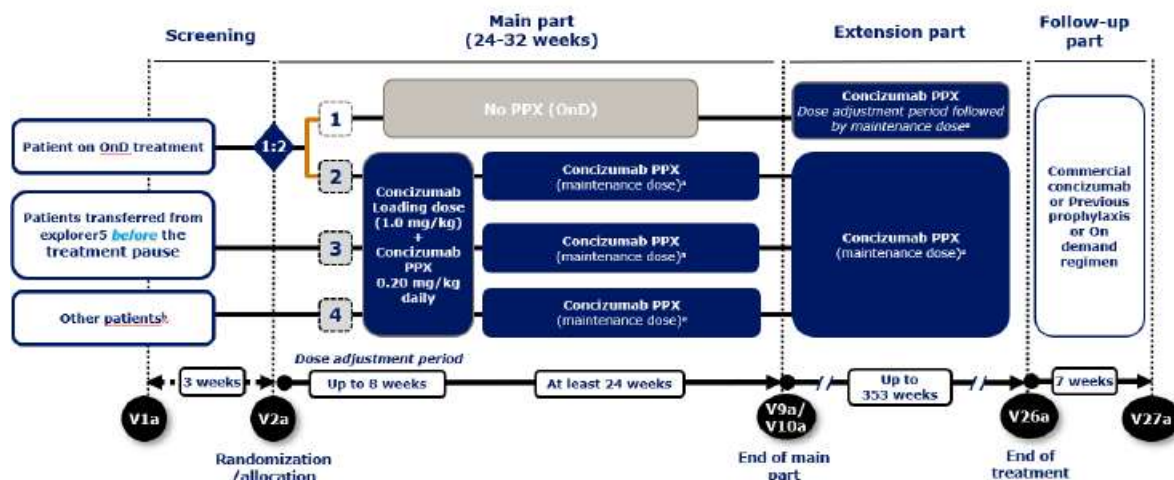 Screening
Main part
(24-32 weeks)
Extension part
Follow-up
part
Patient on OnD treatment
1:2
1
No PPX (OnD)
Concizumab PPX
Dose adjustment period followed
by maintenance doseᵃ
2
Concizumab
Loading dose
(1.0 mg/kg)
+
Concizumab
PPX
0.20 mg/kg
daily
Concizumab PPX
(maintenance dose)ᵃ
Patients transferred from
explorer5 before the
treatment pause
3
Concizumab PPX
(maintenance dose)ᵃ
Concizumab PPX
(maintenance dose)ᵃ
Commercial
concizumab
or Previous
prophylaxis
or On
demand
regimen
Other patientsᵇ
4
Concizumab PPX
(maintenance dose)ᵃ
Dose adjustment period
3 weeks
Up to 8 weeks
At least 24 weeks
Up to
353 weeks
7 weeks
V1a
V2a
V9a/
V10a
V26a
V27a
Randomization
/allocation
End of main
part
End of
treatment